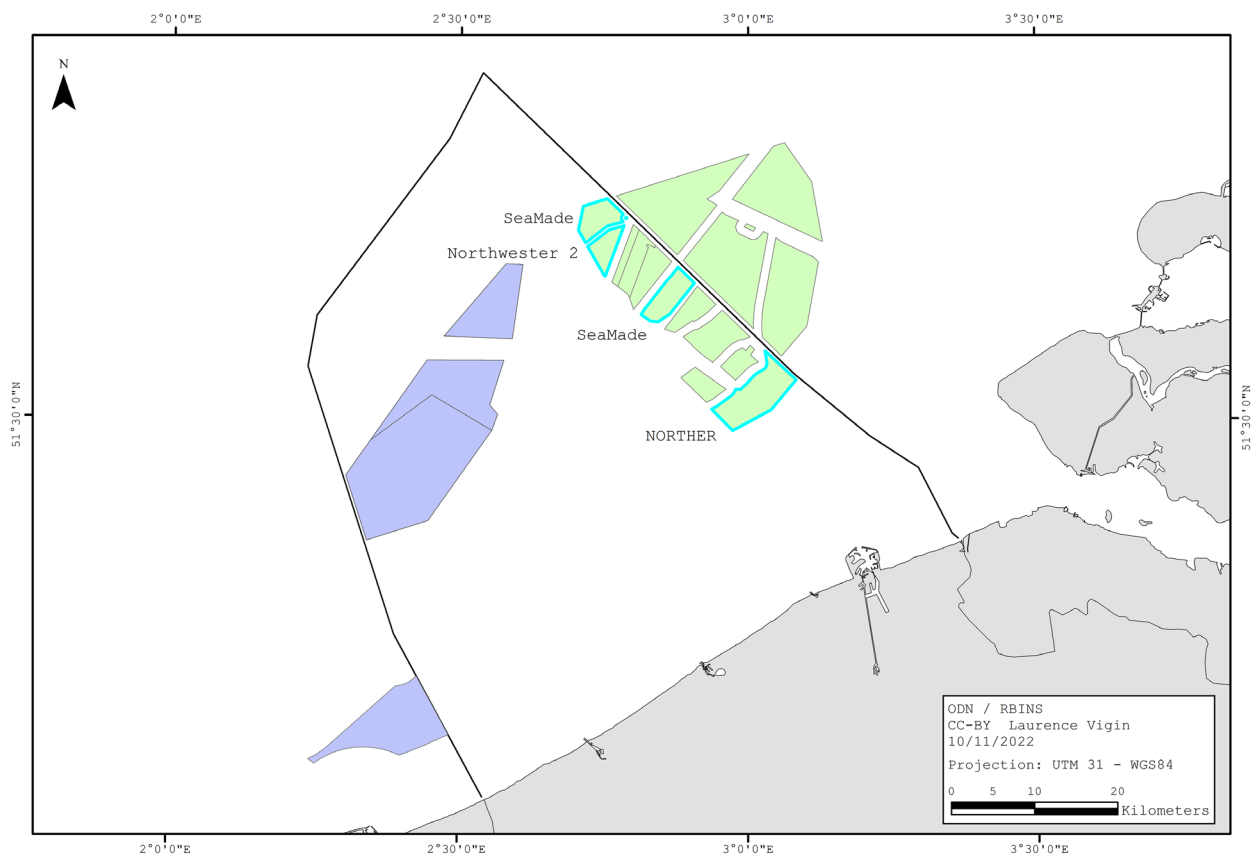 2°0'0"E
2°30'0"E
3°0'0"E
3°30'0"E
N
SeaMade
Northwester 2
SeaMade
51°30'0"N
51°30'0"N
NORTHER
ODN / RBINS
CC-BY Laurence Vigin
10/11/2022
Projection: UTM 31 - WGS84
0 5 10 20
Kilometers
2°0'0"E
2°30'0"E
3°0'0"E
3°30'0"E